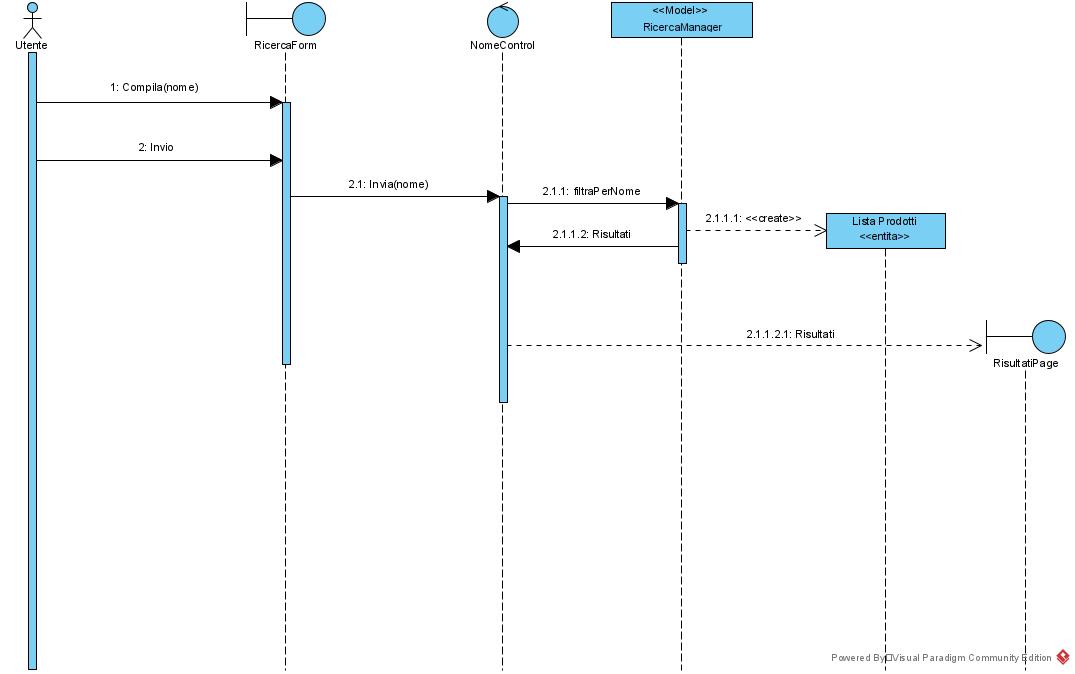 <<Model>>
RicercaManager
Utente
RicercaForm
NomeControl
1: Compila(nome)
2: Invio
2.1: Invia(nome)
2.1.1: filtraPerNome
2.1.1.1: <<create>>
Lista Prodotti
<<entita>>
2.1.1.2: Risultati
2.1.1.2.1: Risultati
RisultatiPage
Powered By Visual Paradigm Community Edition